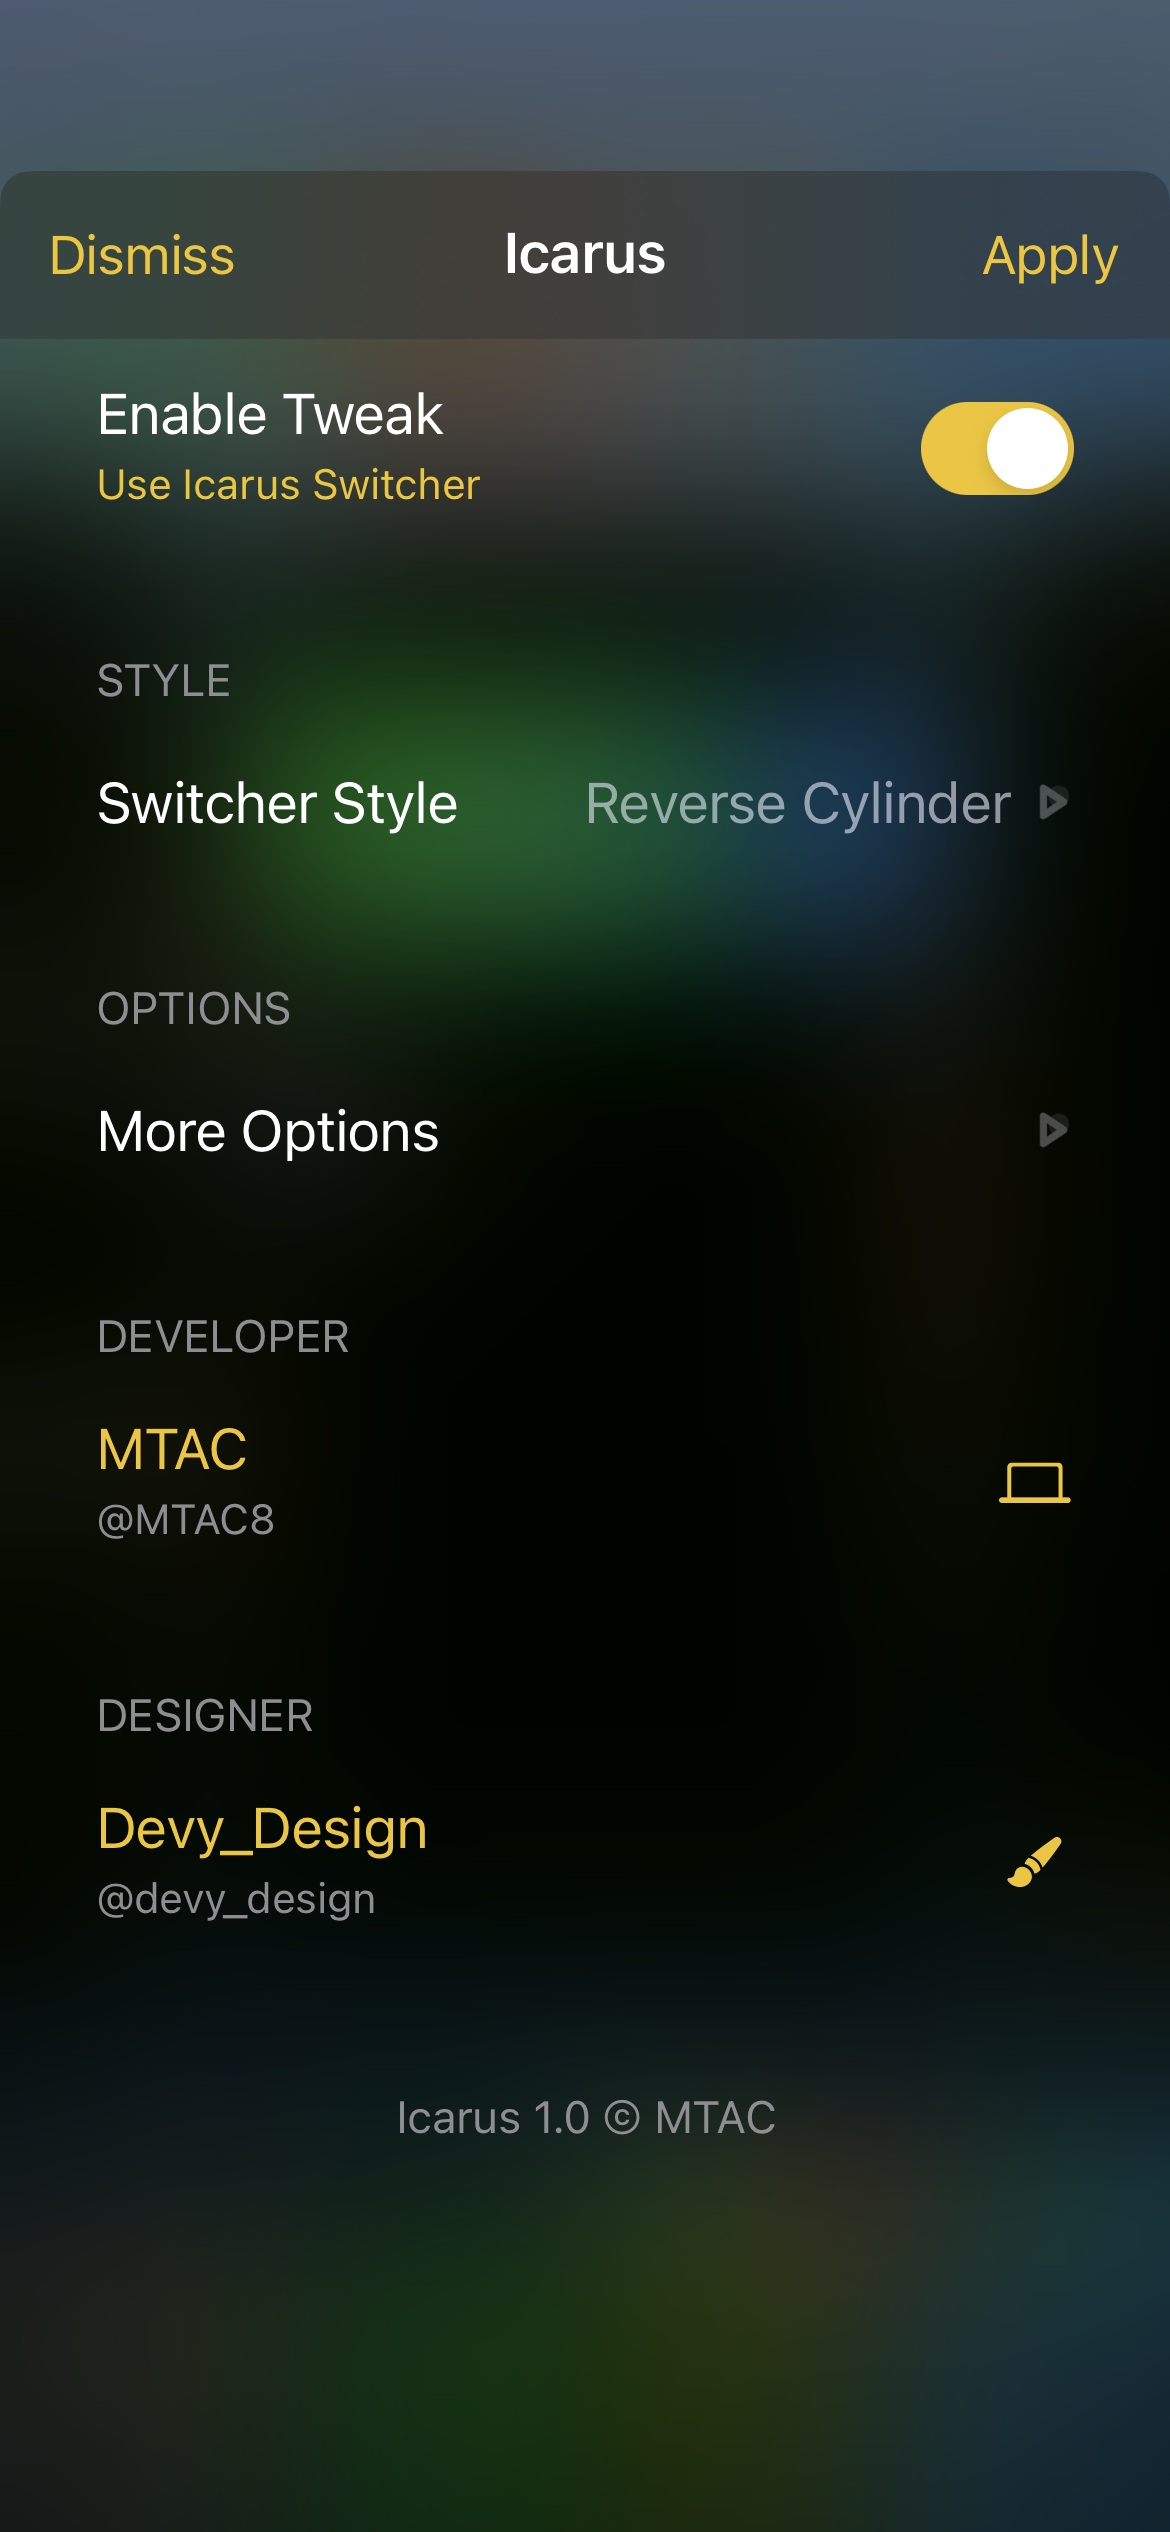 Dismiss
Icarus
Apply
Enable Tweak
Use Icarus Switcher
STYLE
Switcher Style
Reverse Cylinder
OPTIONS
More Options
DEVELOPER
MTAC
@MTAC8
DESIGNER
Devy_Design
@devy_design
Icarus 1.0 © MTAC